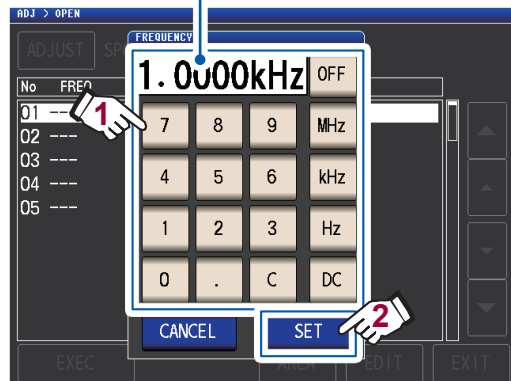 ADJ > OPEN
ADJUST SP
FREQUENCY
1.0000kHz OFF
No FREQ
01 --
02 ---
03 ---
04 ---
05 ---
7 8 9 MHz
4 5 6 kHz
1 2 3 Hz
0 . C DC
CANCEL SET
1
2
EXEC EDIT EXIT